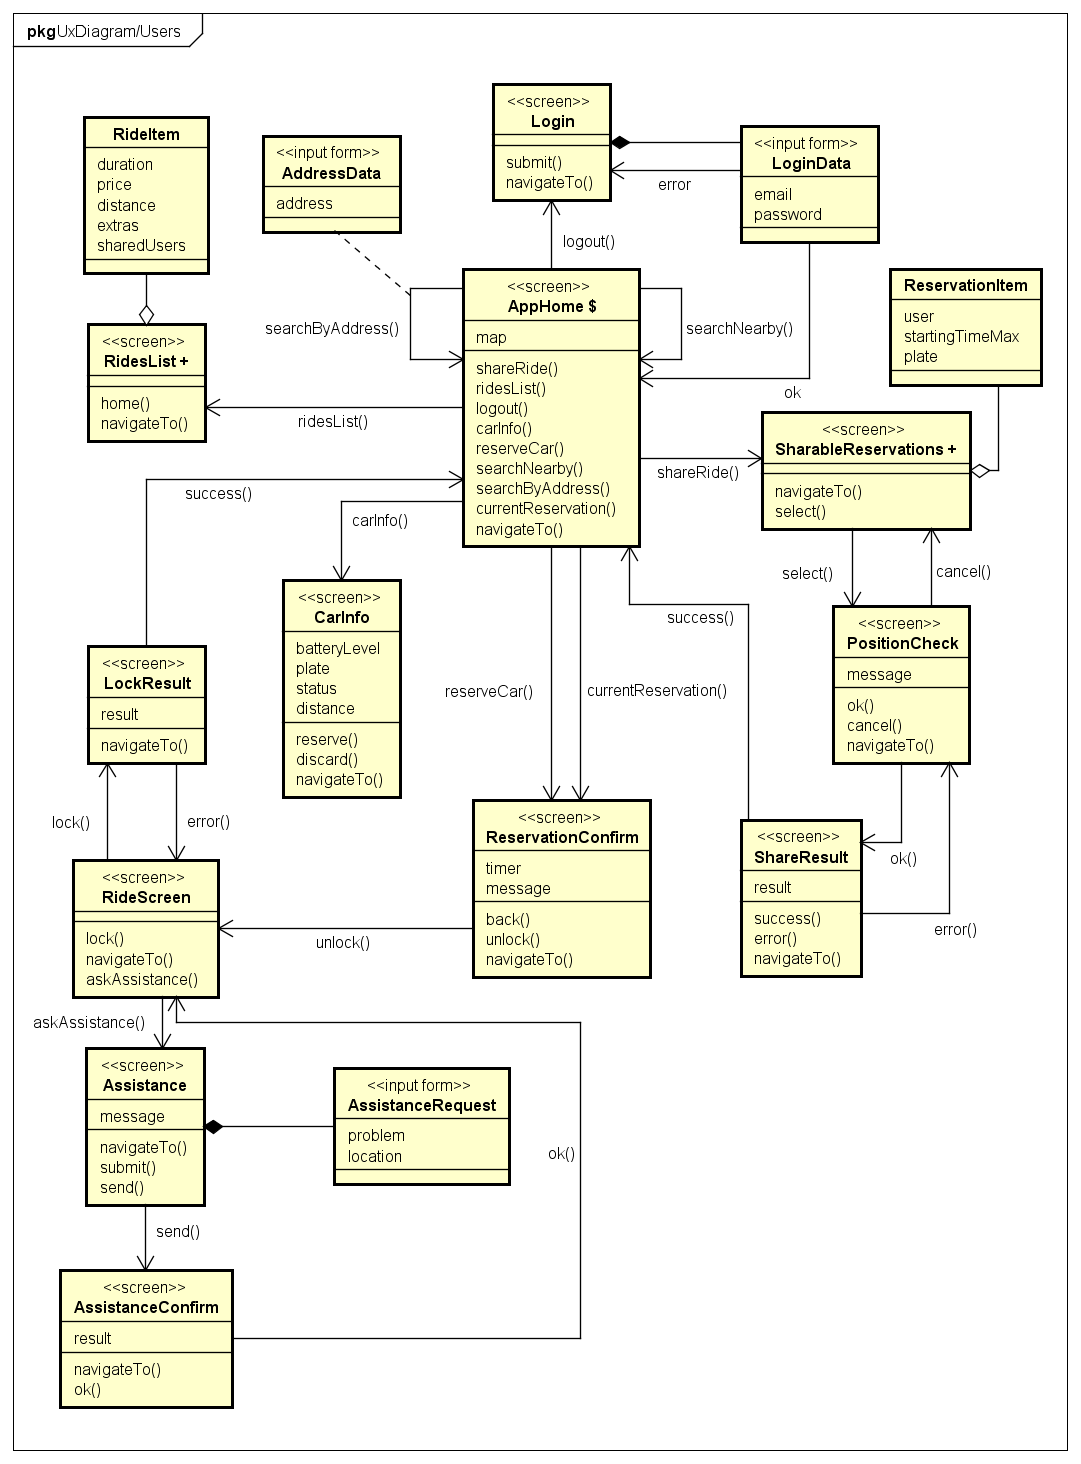 pkg UxDiagram/Users
<<screen>>
Login
submit()
navigateTo()
RideItem
duration
price
distance
extras
sharedUsers
<<input form>>
AddressData
address
<<input form>>
LoginData
email
password
error
logout()
<<screen>>
AppHome $
map
shareRide()
ridesList()
logout()
carInfo()
reserveCar()
searchNearby()
searchByAddress()
currentReservation()
navigateTo()
ReservationItem
user
startingTimeMax
plate
searchByAddress()
searchNearby()
ok
<<screen>>
RidesList +
home()
navigateTo()
ridesList()
<<screen>>
SharableReservations +
navigateTo()
select()
shareRide()
success()
carInfo()
select()
cancel()
<<screen>>
CarInfo
batteryLevel
plate
status
distance
reserve()
discard()
navigateTo()
success()
<<screen>>
PositionCheck
message
ok()
cancel()
navigateTo()
<<screen>>
LockResult
result
navigateTo()
reserveCar()
currentReservation()
lock()
error()
<<screen>>
ReservationConfirm
timer
message
back()
unlock()
navigateTo()
<<screen>>
ShareResult
result
success()
error()
navigateTo()
ok()
error()
<<screen>>
RideScreen
lock()
navigateTo()
askAssistance()
unlock()
askAssistance()
<<screen>>
Assistance
message
navigateTo()
submit()
send()
<<input form>>
AssistanceRequest
problem
location
ok()
send()
<<screen>>
AssistanceConfirm
result
navigateTo()
ok()